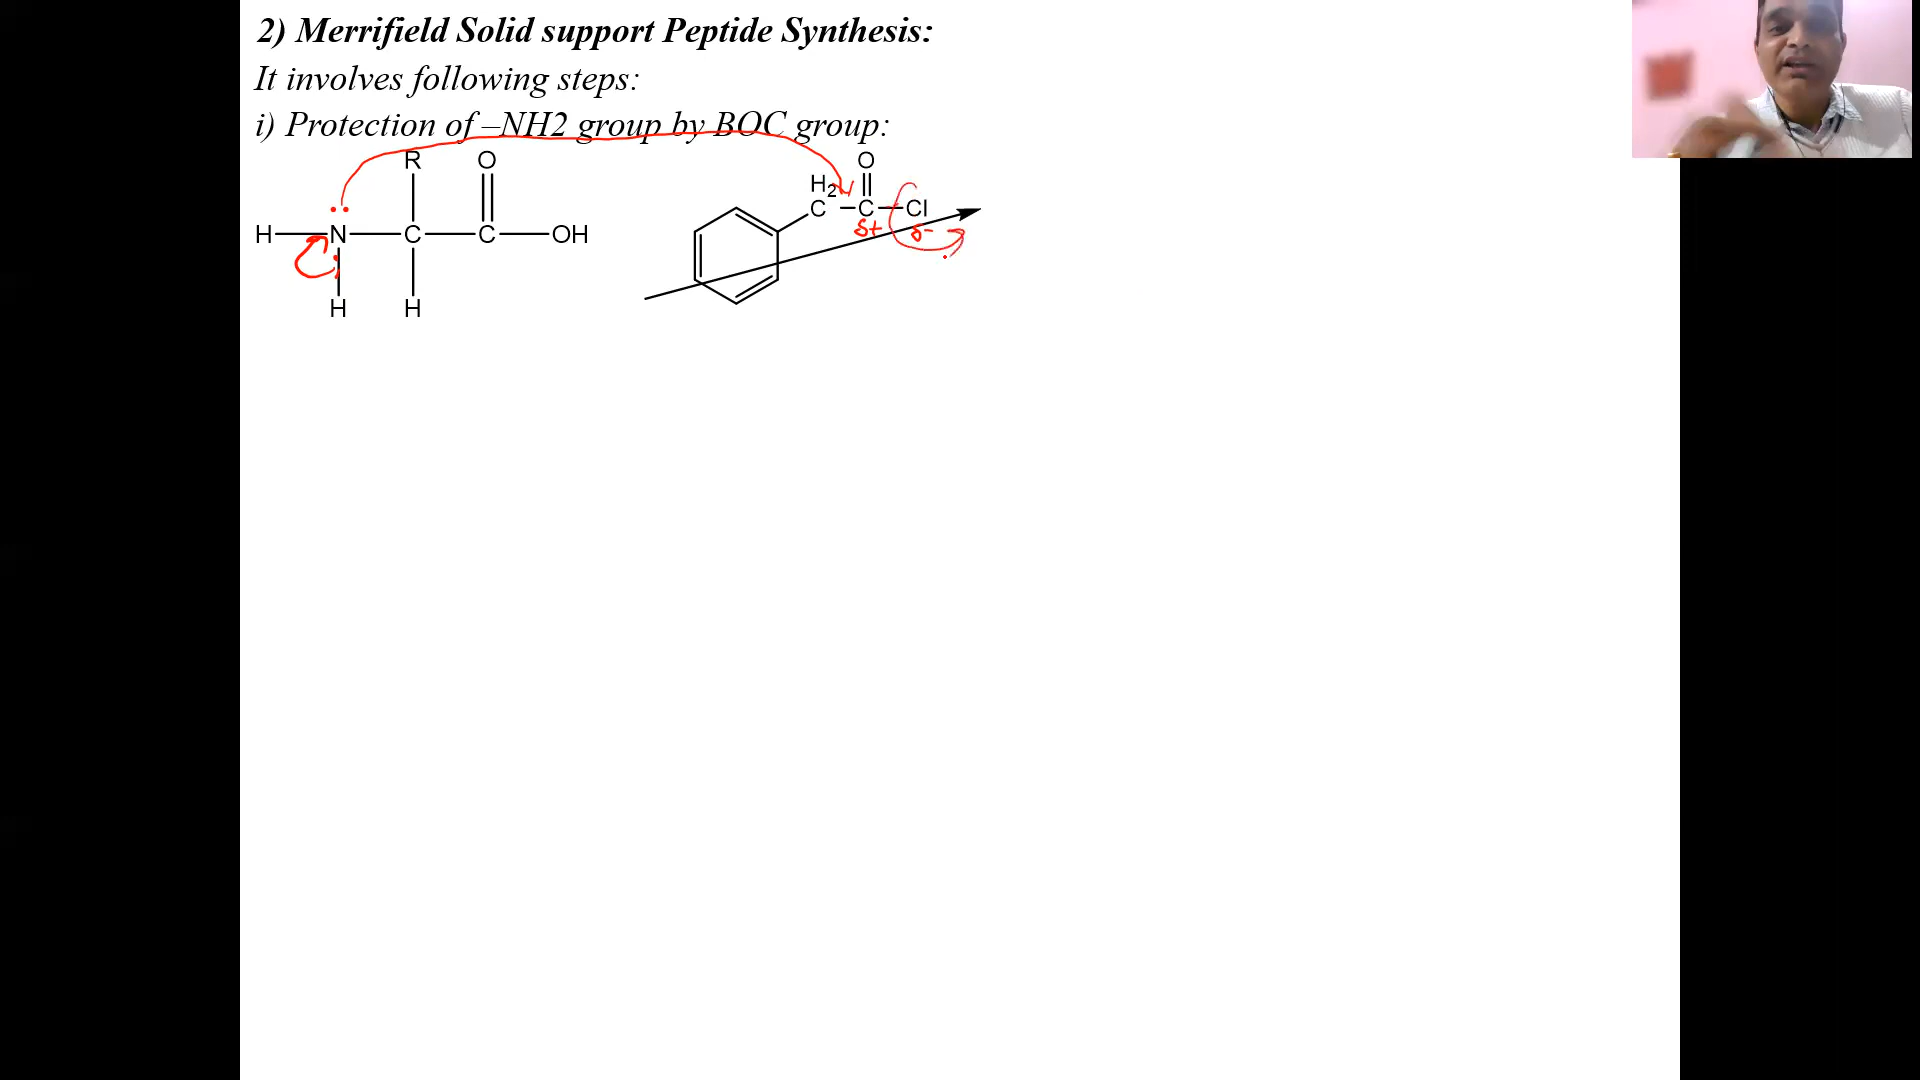 2) Merrifield Solid support Peptide Synthesis:
It involves following steps:
i) Protection of –NH2 group by BOC group:
R O O
H2
C C Cl
δ+ δ-
H N C C OH
H H